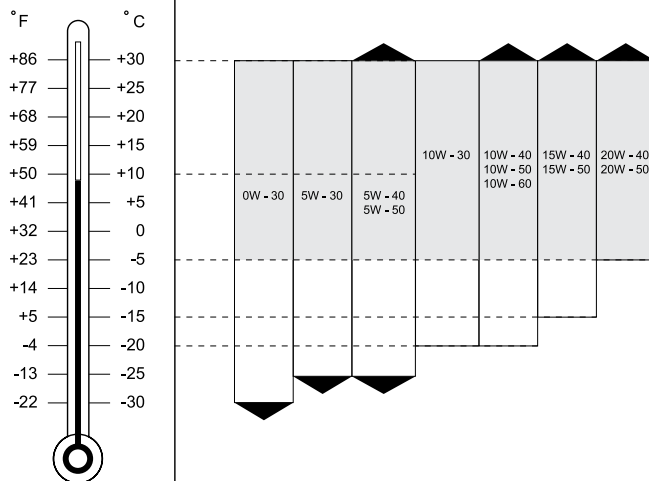 °F °C
+86 +30
+77 +25
+68 +20
+59 +15
+50 +10
+41 +5
+32 0
+23 -5
+14 -10
+5 -15
-4 -20
-13 -25
-22 -30
0W - 30
5W - 30
5W - 40
5W - 50
10W - 30
10W - 40
10W - 50
10W - 60
15W - 40
15W - 50
20W - 40
20W - 50